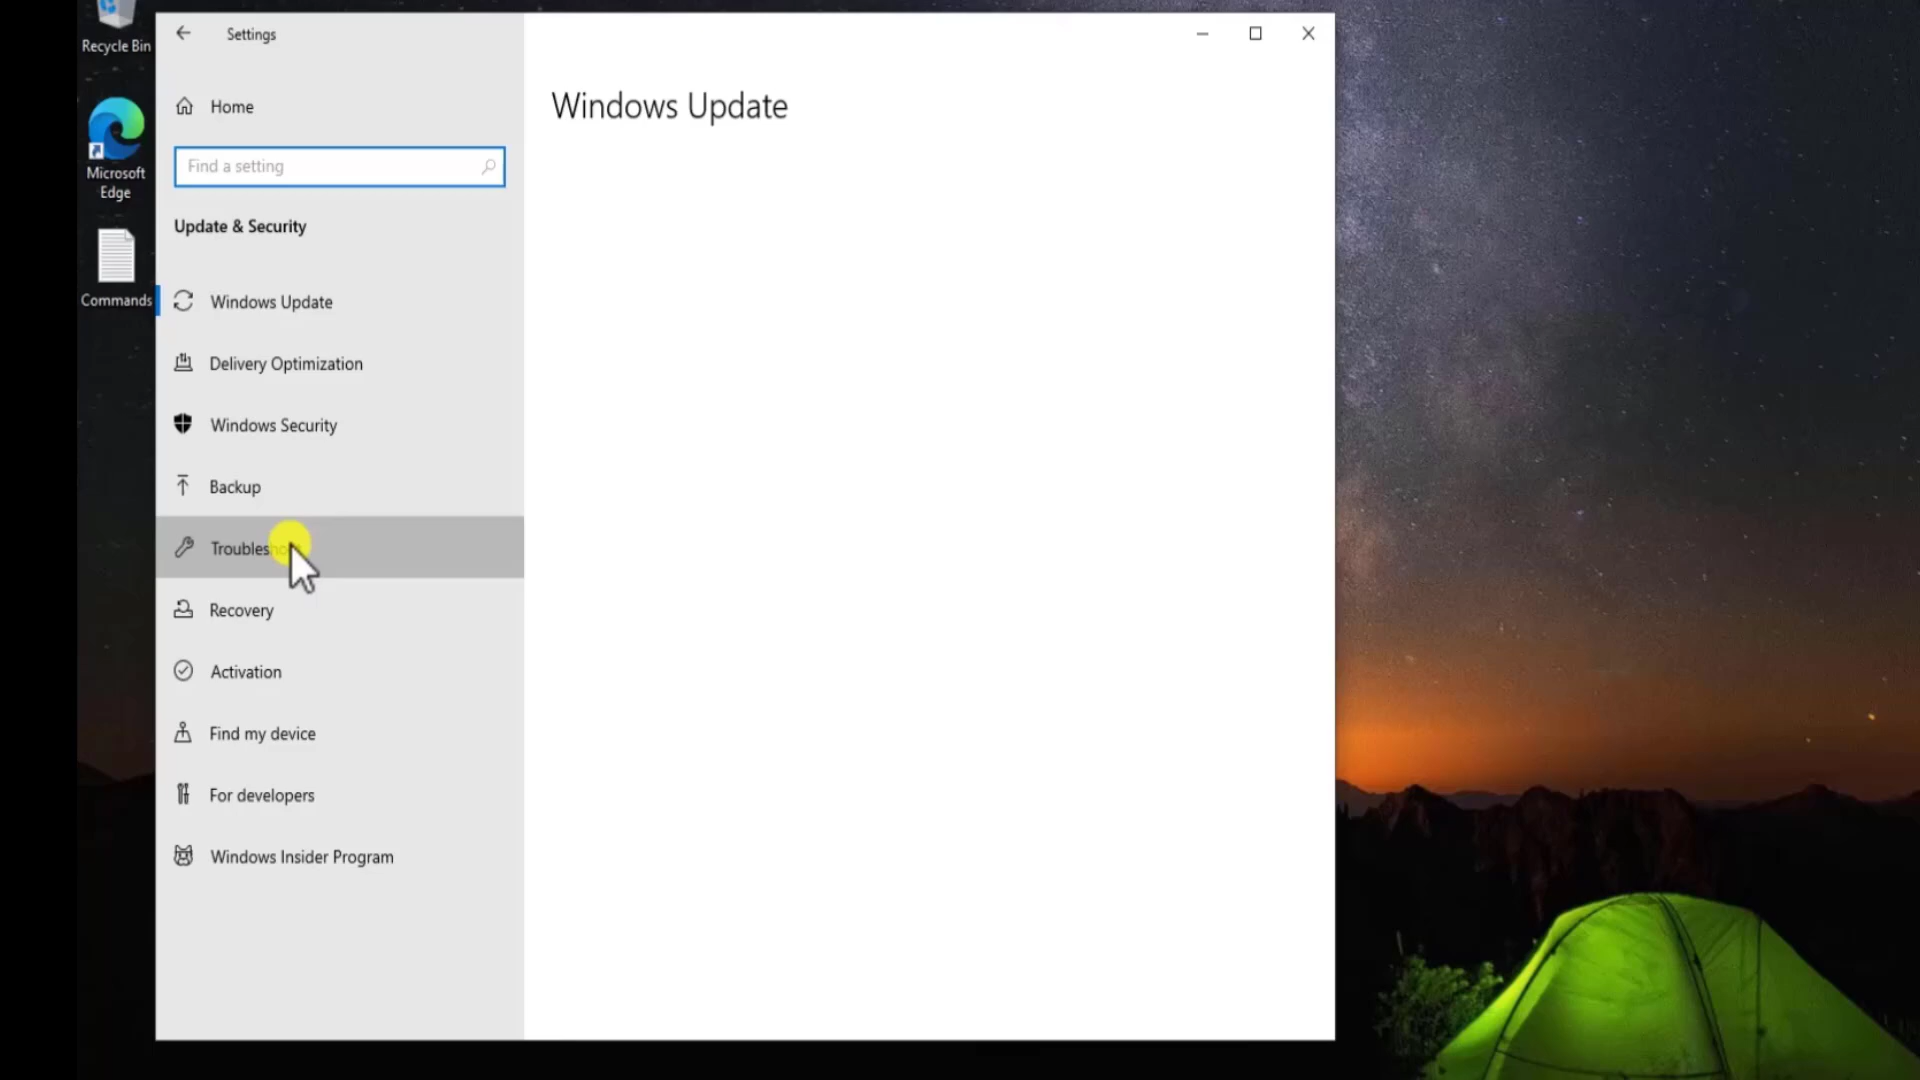 Recycle Bin
Microsoft
Edge
Commands
Settings
Home
Find a setting
Update & Security
Windows Update
Delivery Optimization
Windows Security
Backup
Recovery
Activation
Find my device
For developers
Windows Insider Program
Windows Update